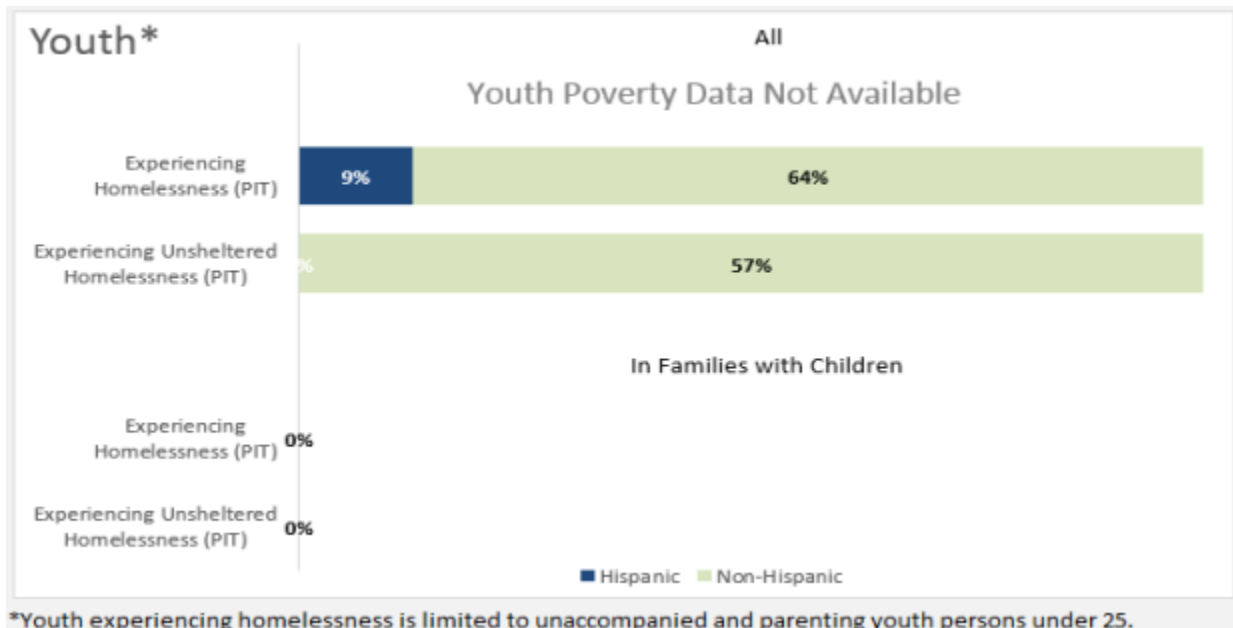 Youth*
All
Youth Poverty Data Not Available
Experiencing
Homelessness (PIT)
9%
64%
Experiencing Unsheltered
Homelessness (PIT)
%
57%
In Families with Children
Experiencing
Homelessness (PIT)
0%
Experiencing Unsheltered
Homelessness (PIT)
0%
Hispanic
Non-Hispanic
*Youth experiencing homelessness is limited to unaccompanied and parenting youth persons under 25.